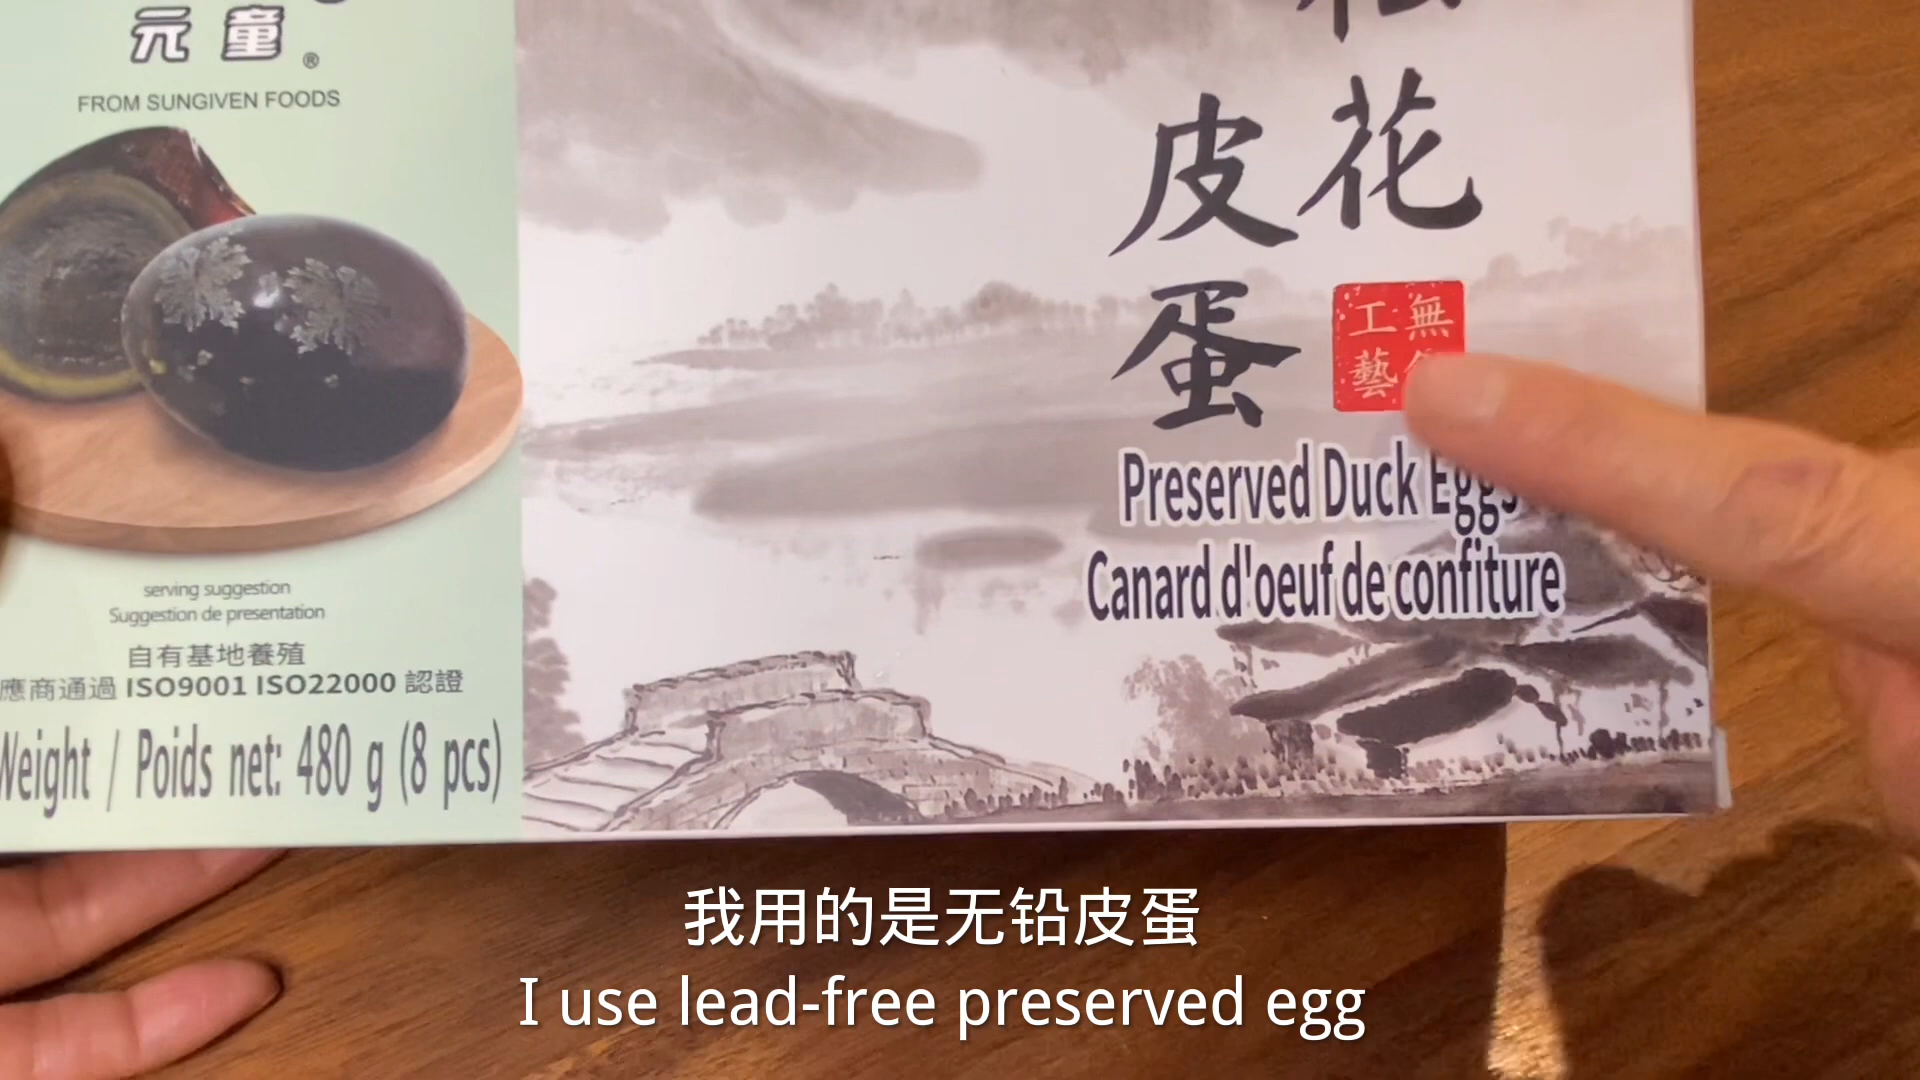 元童®
FROM SUNGIVEN FOODS
serving suggestion
Suggestion de presentation
自有基地養殖
應商通過 ISO9001 ISO22000 認證
Weight / Poids net: 480 g (8 pcs)
花
皮蛋
無
工藝
Preserved Duck Eggs
Canard d'oeuf de confiture
我用的是无铅皮蛋
I use lead-free preserved egg